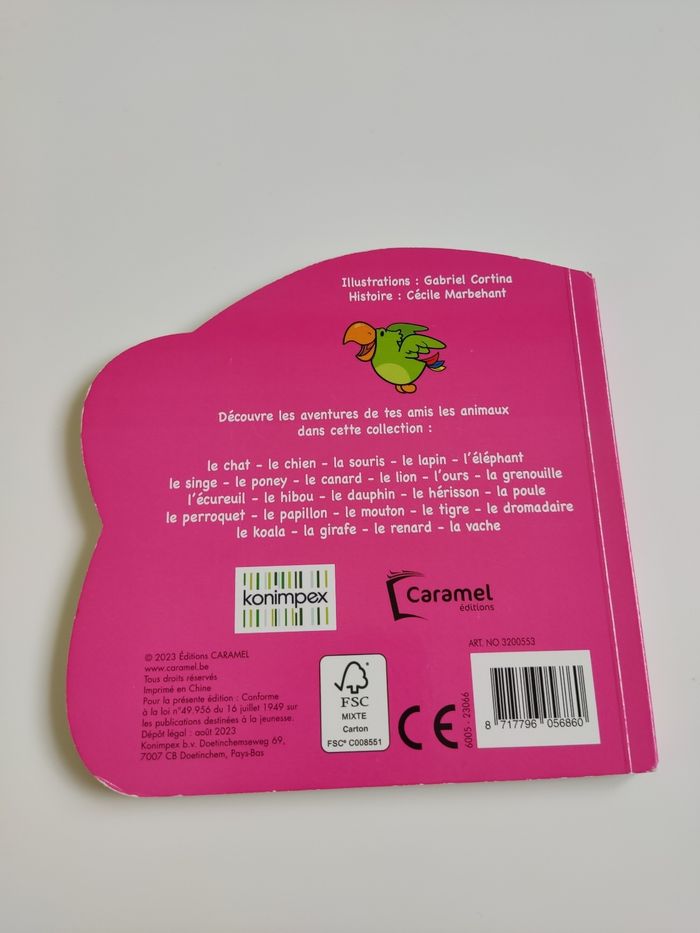 Illustrations : Gabriel Cortina
Histoire : Cécile Marbehant
Découvre les aventures de tes amis les animaux
dans cette collection :
le chat - le chien - la souris - le lapin - l'éléphant
le singe - le poney - le canard - le lion - l'ours - la grenouille
l'écureuil - le hibou - le dauphin - le hérisson - la poule
le perroquet - le papillon - le mouton - le tigre - le dromadaire
le koala - la girafe - le renard - la vache
konimpex
Caramel
éditions
© 2023 Éditions CARAMEL
www.caramel.be
Tous droits réservés
Imprimé en Chine
Pour la présente édition : Conforme
à la loi n°49.956 du 16 juillet 1949 sur
les publications destinées à la jeunesse.
Dépôt légal : août 2023
Konimpex b.v. Doetinchemseweg 69,
7007 CB Doetinchem, Pays-Bas
FSC
MIXTE
Carton
FSC® C008551
CE
6005 - 23066
ART. NO 3200553
8 717796 056860